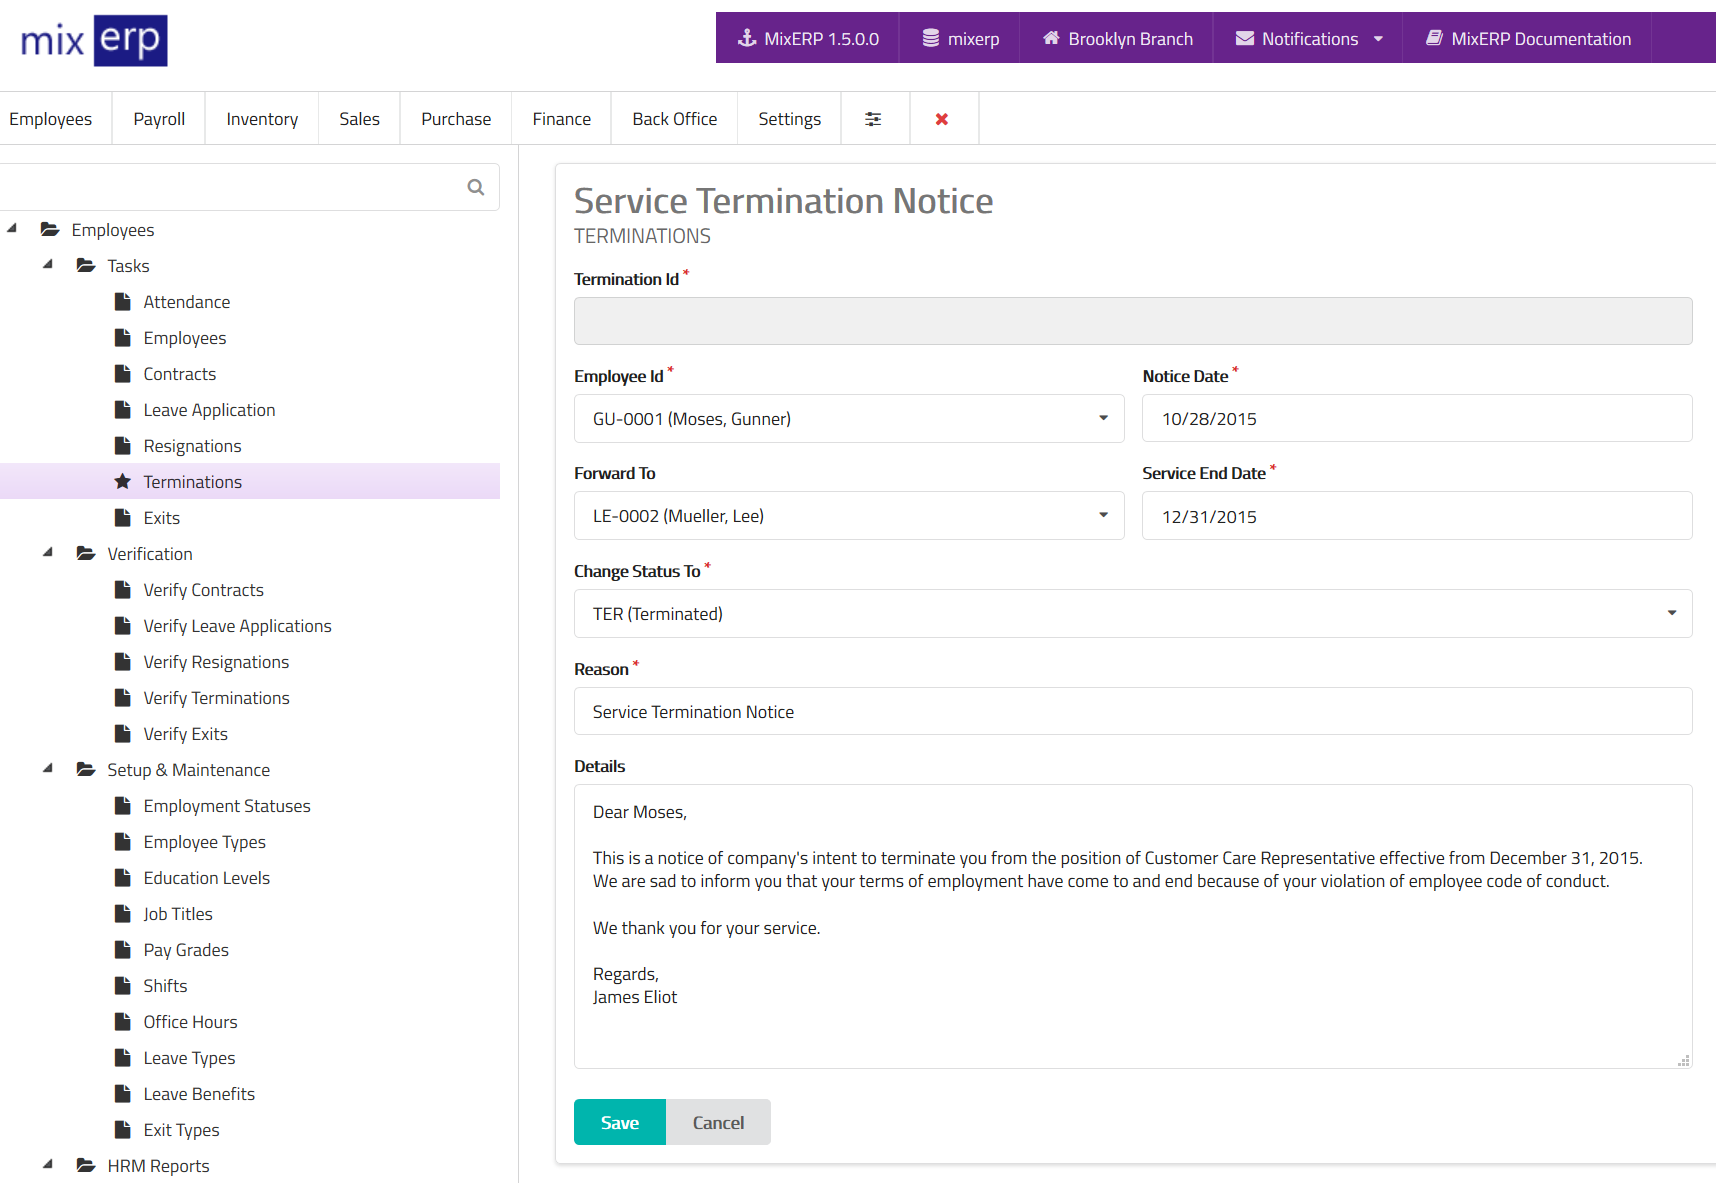 mix erp
MixERP 1.5.0.0
mixerp
Brooklyn Branch
Notifications
MixERP Documentation
Employees
Payroll
Inventory
Sales
Purchase
Finance
Back Office
Settings
Employees
Tasks
Attendance
Employees
Contracts
Leave Application
Resignations
Terminations
Exits
Verification
Verify Contracts
Verify Leave Applications
Verify Resignations
Verify Terminations
Verify Exits
Setup & Maintenance
Employment Statuses
Employee Types
Education Levels
Job Titles
Pay Grades
Shifts
Office Hours
Leave Types
Leave Benefits
Exit Types
HRM Reports
Service Termination Notice
TERMINATIONS
Termination Id *
Employee Id *
GU-0001 (Moses, Gunner)
Notice Date *
10/28/2015
Forward To
LE-0002 (Mueller, Lee)
Service End Date *
12/31/2015
Change Status To *
TER (Terminated)
Reason *
Service Termination Notice
Details
Dear Moses,
This is a notice of company's intent to terminate you from the position of Customer Care Representative effective from December 31, 2015.
We are sad to inform you that your terms of employment have come to and end because of your violation of employee code of conduct.
We thank you for your service.
Regards,
James Eliot
Save
Cancel